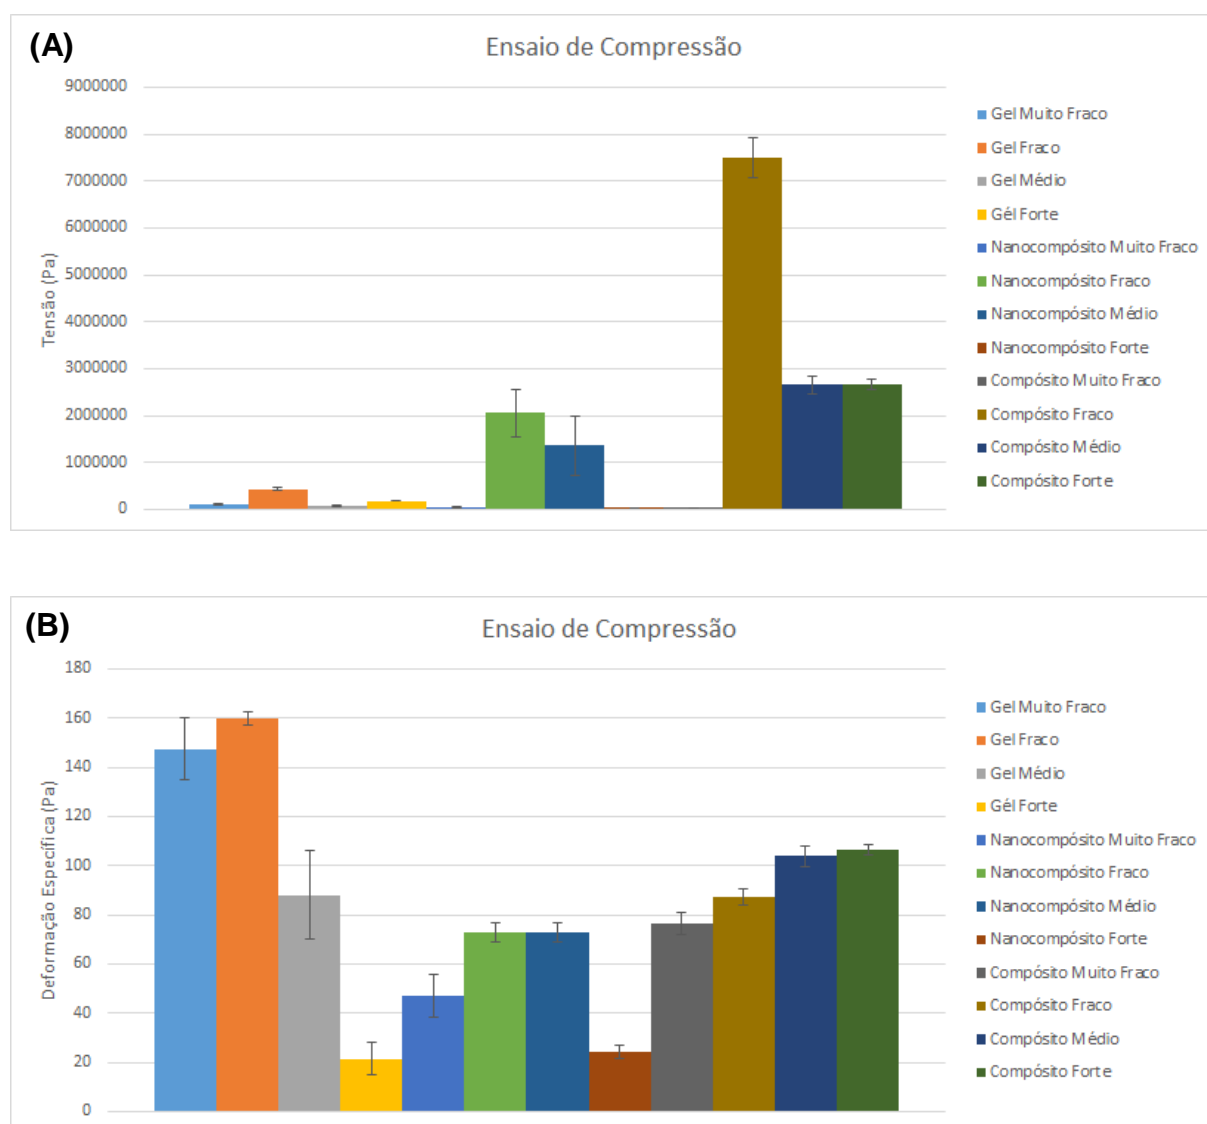 (A)
Ensaio de Compressão
9000000
8000000
7000000
6000000
5000000
4000000
3000000
2000000
1000000
0
Tensão (Pa)
Gel Muito Fraco
Gel Fraco
Gel Médio
Gél Forte
Nanocompósito Muito Fraco
Nanocompósito Fraco
Nanocompósito Médio
Nanocompósito Forte
Compósito Muito Fraco
Compósito Fraco
Compósito Médio
Compósito Forte
(B)
Ensaio de Compressão
180
160
140
120
100
80
60
40
20
0
Deformação Específica (Pa)
Gel Muito Fraco
Gel Fraco
Gel Médio
Gél Forte
Nanocompósito Muito Fraco
Nanocompósito Fraco
Nanocompósito Médio
Nanocompósito Forte
Compósito Muito Fraco
Compósito Fraco
Compósito Médio
Compósito Forte